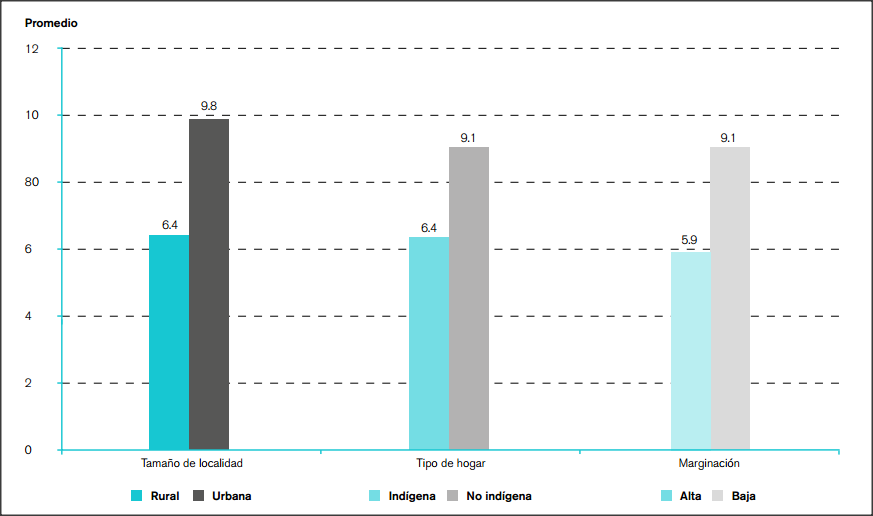 Promedio
12
10
80
6
4
2
0
6.4
9.8
6.4
9.1
5.9
9.1
Tamaño de localidad
Tipo de hogar
Marginación
Rural Urbana
Indígena No indígena
Alta Baja